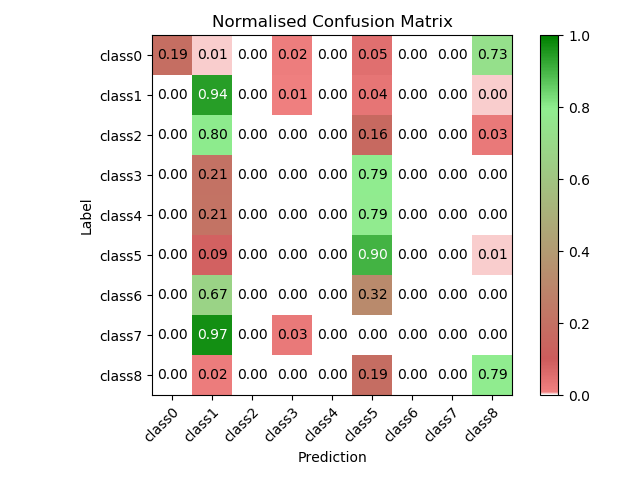 Normalised Confusion Matrix
class0 0.19 0.01 0.00 0.02 0.00 0.05 0.00 0.00 0.73
class1 0.00 0.94 0.00 0.01 0.00 0.04 0.00 0.00 0.00
class2 0.00 0.80 0.00 0.00 0.00 0.16 0.00 0.00 0.03
class3 0.00 0.21 0.00 0.00 0.00 0.79 0.00 0.00 0.00
class4 0.00 0.21 0.00 0.00 0.00 0.79 0.00 0.00 0.00
class5 0.00 0.09 0.00 0.00 0.00 0.90 0.00 0.00 0.01
class6 0.00 0.67 0.00 0.00 0.00 0.32 0.00 0.00 0.00
class7 0.00 0.97 0.00 0.03 0.00 0.00 0.00 0.00 0.00
class8 0.00 0.02 0.00 0.00 0.00 0.19 0.00 0.00 0.79
class0 class1 class2 class3 class4 class5 class6 class7 class8
Prediction
Label
1.0
0.8
0.6
0.4
0.2
0.0